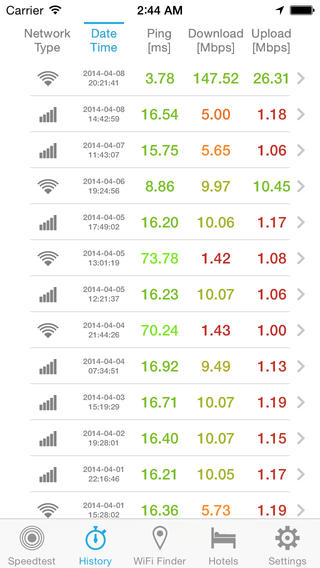 Carrier 2:44 AM
Network Date Ping Download Upload
Type Time [ms] [Mbps] [Mbps]
2014-04-08
20:21:41 3.78 147.52 26.31
2014-04-08
14:42:59 16.54 5.00 1.18
2014-04-07
11:43:07 15.75 5.65 1.06
2014-04-06
19:24:56 8.86 9.97 10.45
2014-04-05
17:49:02 16.20 10.06 1.17
2014-04-05
13:01:19 73.78 1.42 1.08
2014-04-05
12:21:37 16.23 10.07 1.06
2014-04-04
21:44:26 70.24 1.43 1.00
2014-04-04
07:34:51 16.92 9.49 1.13
2014-04-03
15:19:29 16.71 10.07 1.19
2014-04-02
19:28:01 16.40 10.07 1.15
2014-04-01
22:16:46 16.21 10.05 1.17
2014-04-01
15:28:02 16.36 5.73 1.19
Speedtest History WiFi Finder Hotels Settings